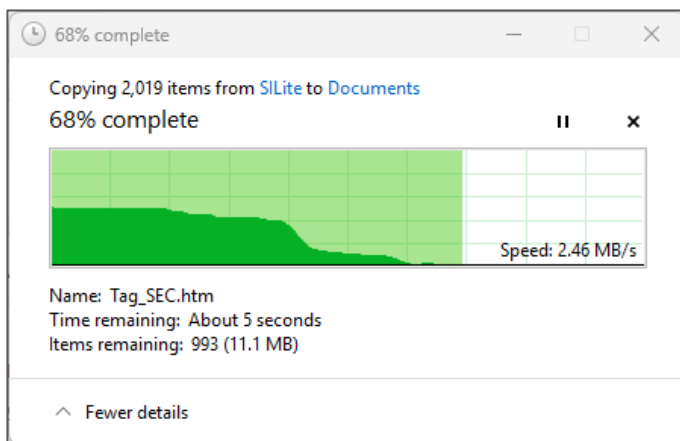 68% complete
Copying 2,019 items from SILite to Documents
68% complete
Speed: 2.46 MB/s
Name: Tag_SEC.htm
Time remaining: About 5 seconds
Items remaining: 993 (11.1 MB)
Fewer details